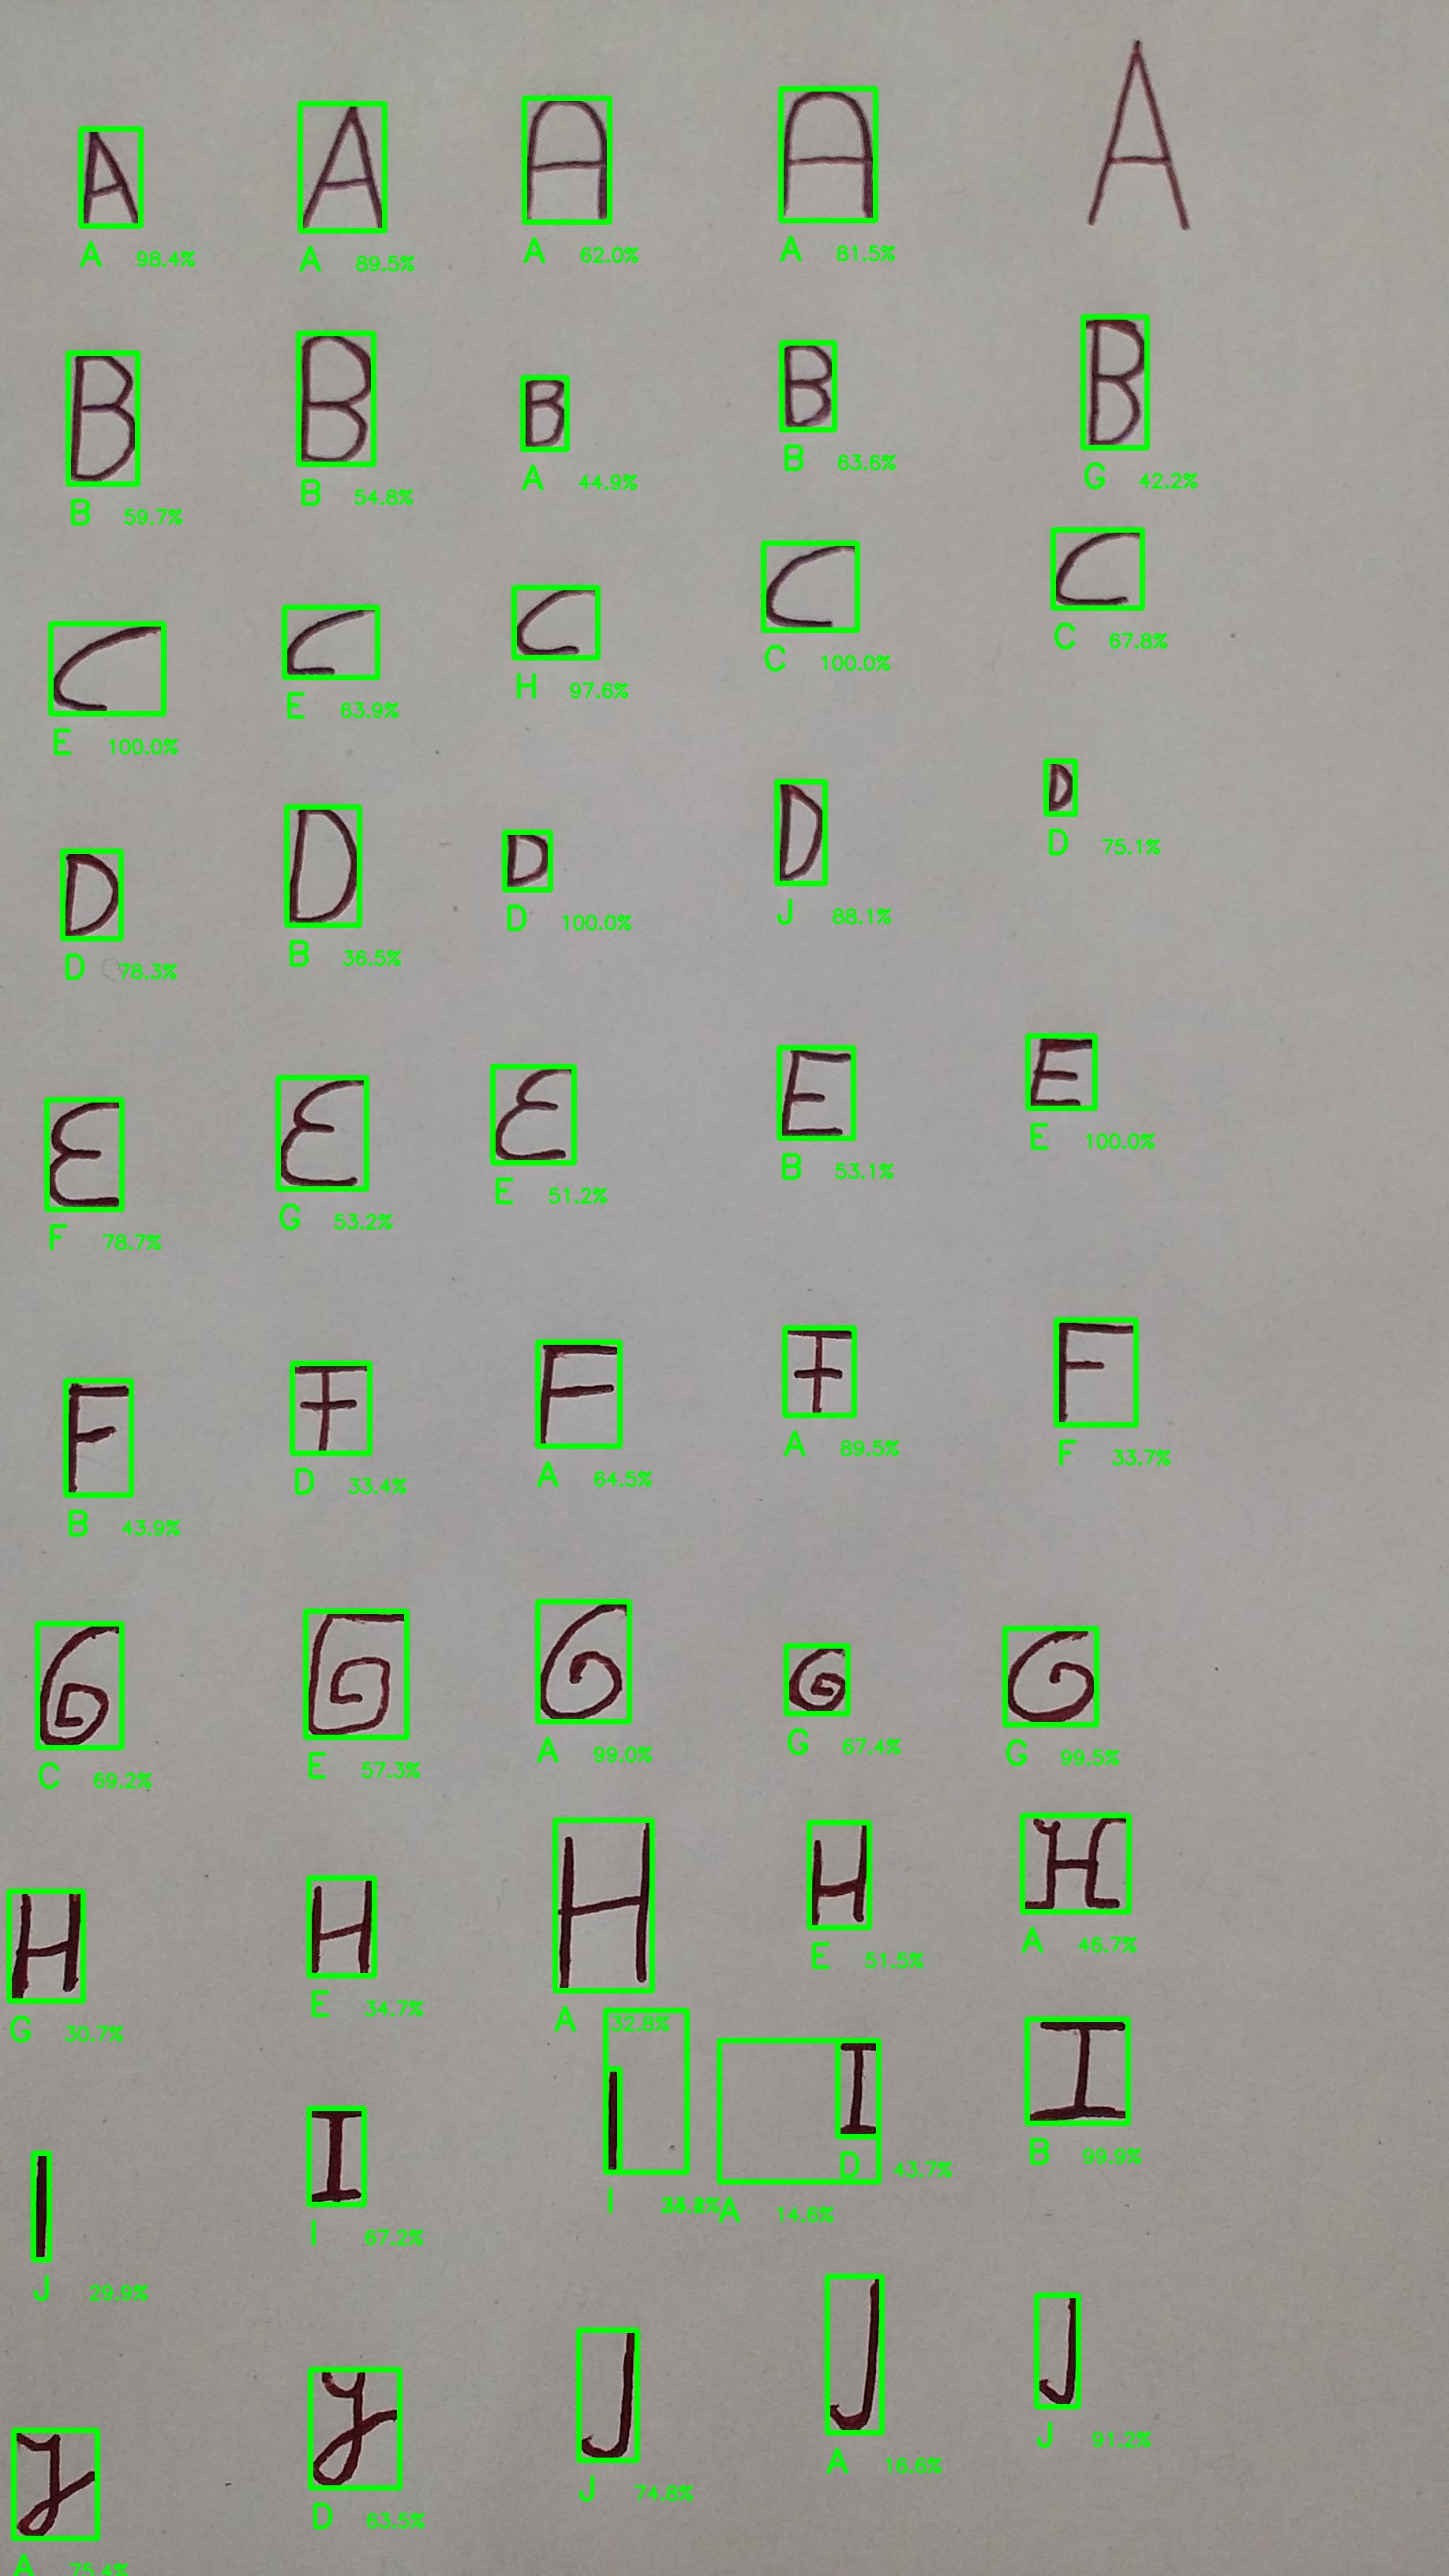 A A A A A
A 98.4% A 89.5% A 62.0% A 81.5%
B B B B B
B 59.7% B 54.8% A 44.9% B 63.6% G 42.2%
C C C C C
E 100.0% E 63.9% H 97.6% C 100.0% C 67.8%
D D D D D
D 78.3% B 36.5% D 100.0% J 88.1% D 75.1%
E E E E E
F 78.7% G 53.2% E 51.2% B 53.1% E 100.0%
F F F F F
B 43.9% D 33.4% A 64.5% A 89.5% F 33.7%
G G G G G
C 69.2% E 57.3% A 99.0% G 67.4% G 99.5%
H H H H H
G 30.7% E 34.7% A 32.8% E 51.5% A 46.7%
I I I I I
J 29.9% I 67.2% I A 14.6% D 43.7% B 99.9%
J J J J J
A 75.4% D 63.5% J 74.8% A 16.6% J 91.2%